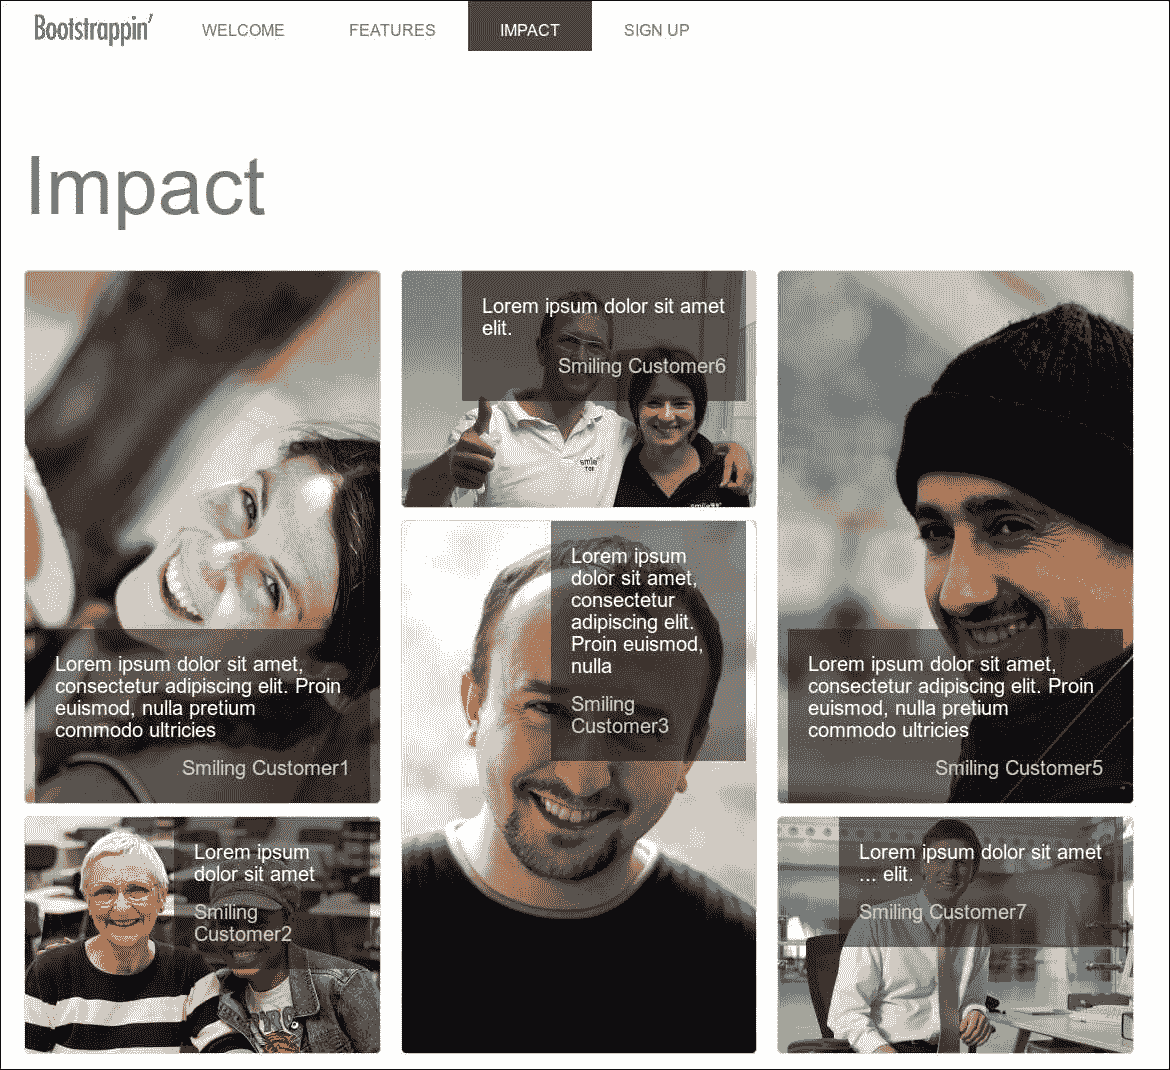 Bootstrappin’ WELCOME FEATURES IMPACT SIGN UP
Impact
Lorem ipsum dolor sit amet,
consectetur adipiscing elit. Proin
euismod, nulla pretium
commodo ultricies
Smiling Customer1
Lorem ipsum
dolor sit amet
Smiling
Customer2
Lorem ipsum dolor sit amet
elit.
Smiling Customer6
Lorem ipsum
dolor sit amet,
consectetur
adipiscing elit.
Proin euismod,
nulla
Smiling
Customer3
Lorem ipsum dolor sit amet,
consectetur adipiscing elit. Proin
euismod, nulla pretium
commodo ultricies
Smiling Customer5
Lorem ipsum dolor sit amet
... elit.
Smiling Customer7